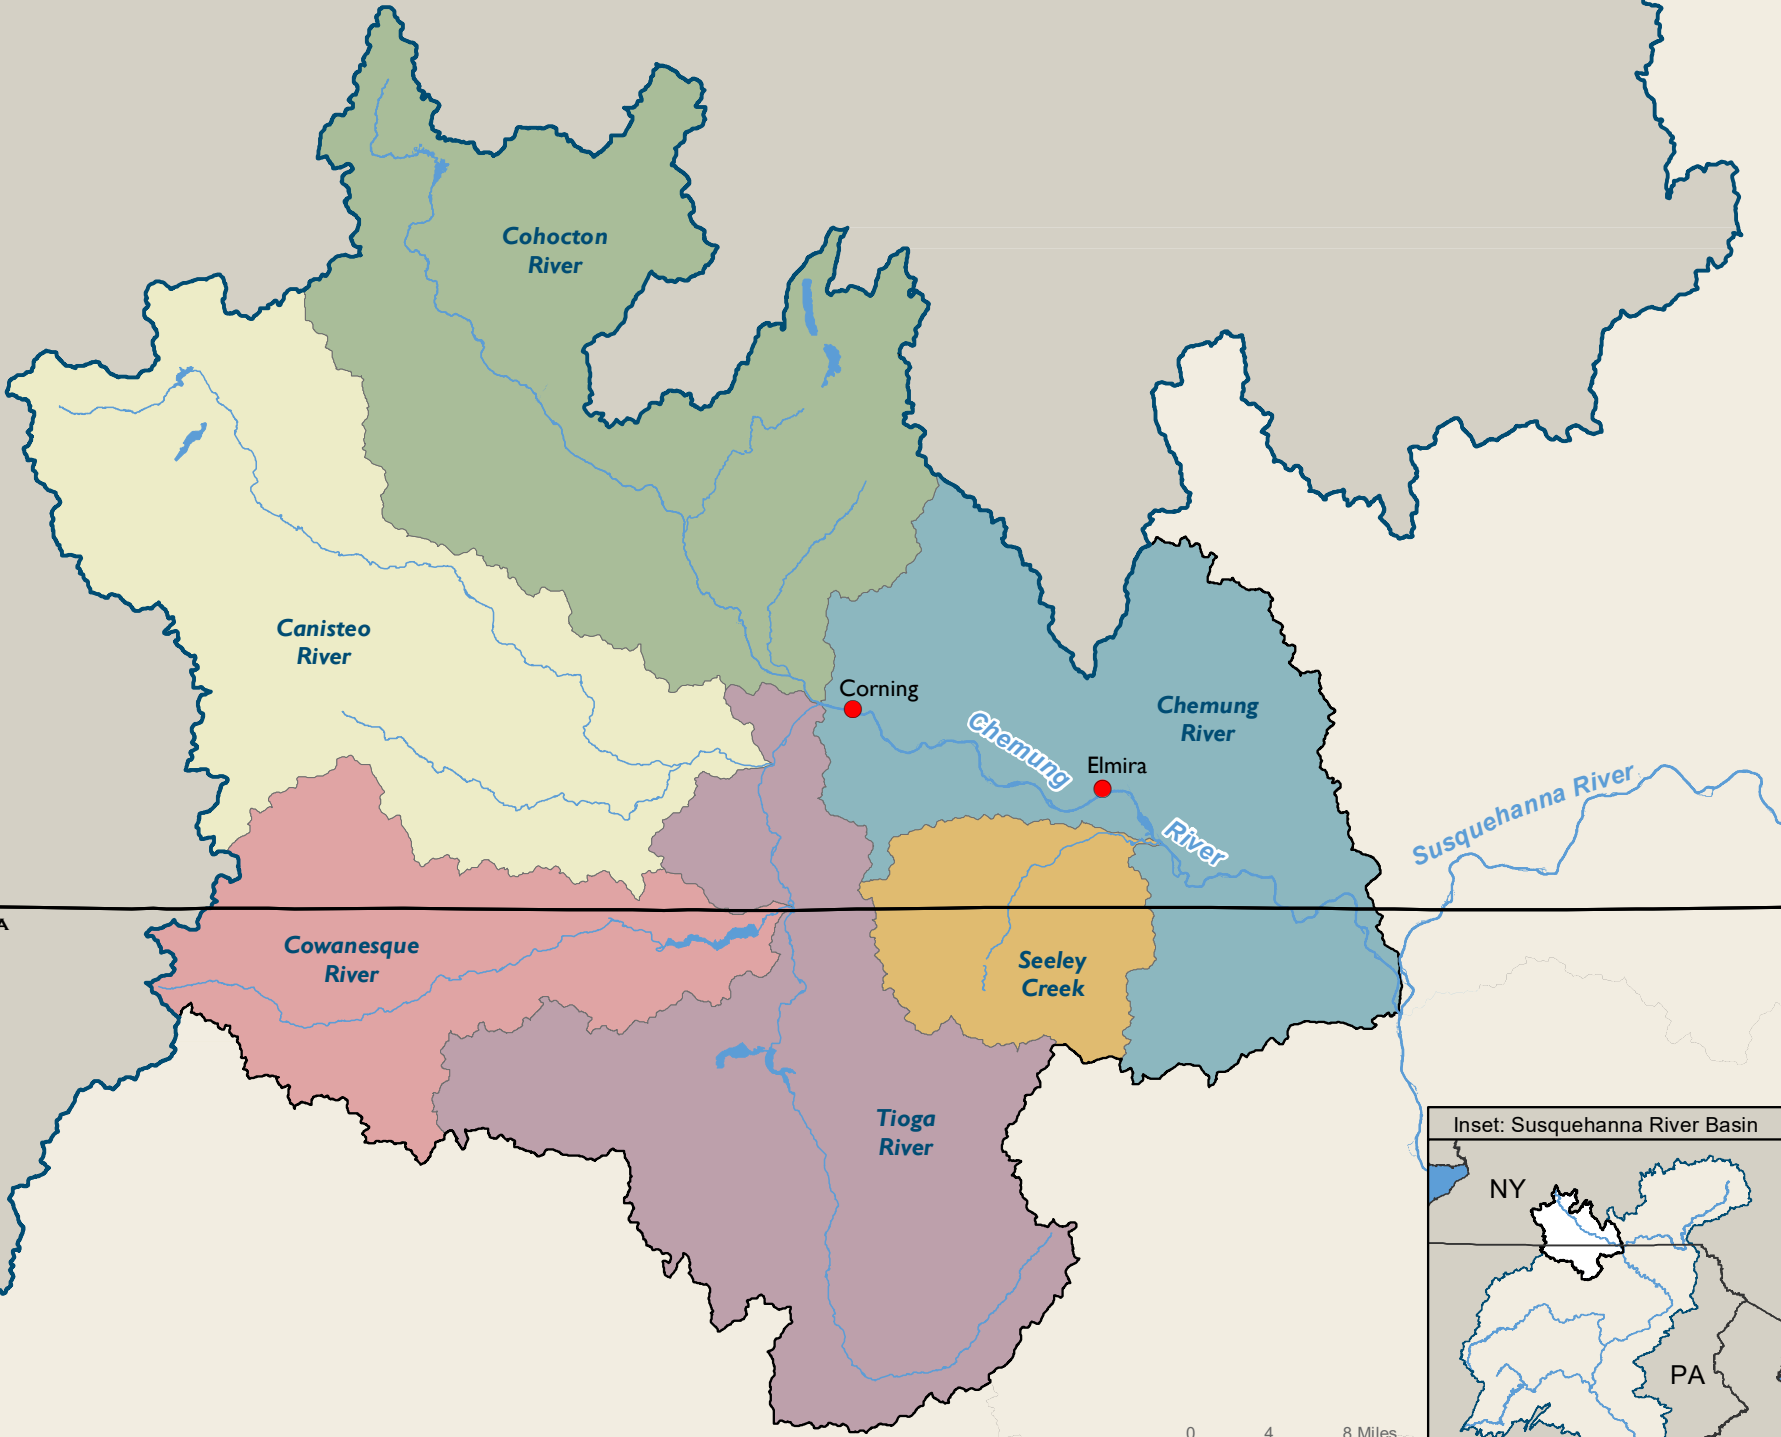 Cohocton
River
Canisteo
River
Corning
Chemung
River
Chemung
River
Elmira
Susquehanna River
A
Cowanesque
River
Seeley
Creek
Tioga
River
Inset: Susquehanna River Basin
NY
PA
0 4 8 Miles